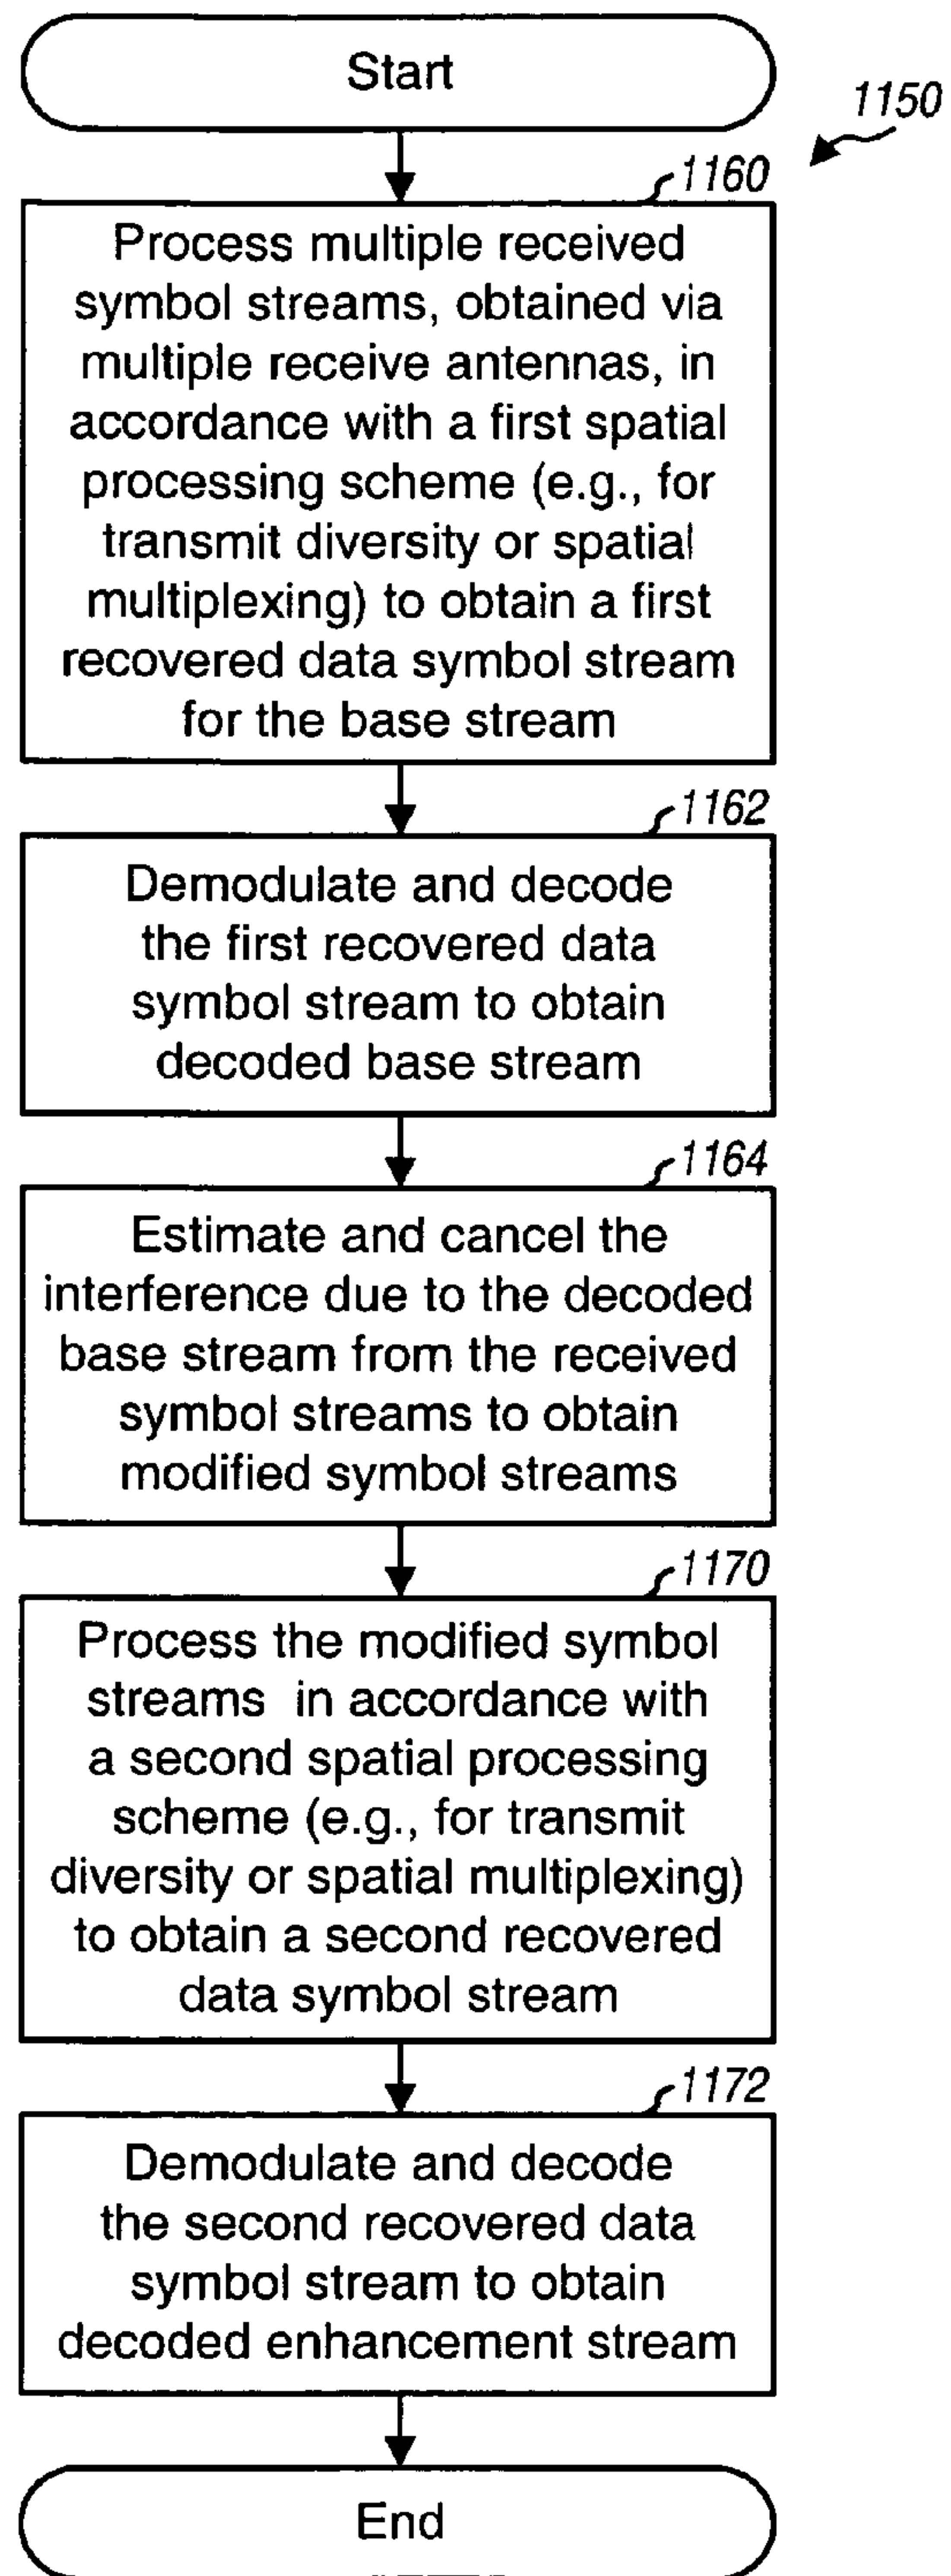 Start
1150
1160
Process multiple received
symbol streams, obtained via
multiple receive antennas, in
accordance with a first spatial
processing scheme (e.g., for
transmit diversity or spatial
multiplexing) to obtain a first
recovered data symbol stream
for the base stream
1162
Demodulate and decode
the first recovered data
symbol stream to obtain
decoded base stream
1164
Estimate and cancel the
interference due to the decoded
base stream from the received
symbol streams to obtain
modified symbol streams
1170
Process the modified symbol
streams in accordance with
a second spatial processing
scheme (e.g., for transmit
diversity or spatial multiplexing)
to obtain a second recovered
data symbol stream
1172
Demodulate and decode
the second recovered data
symbol stream to obtain
decoded enhancement stream
End